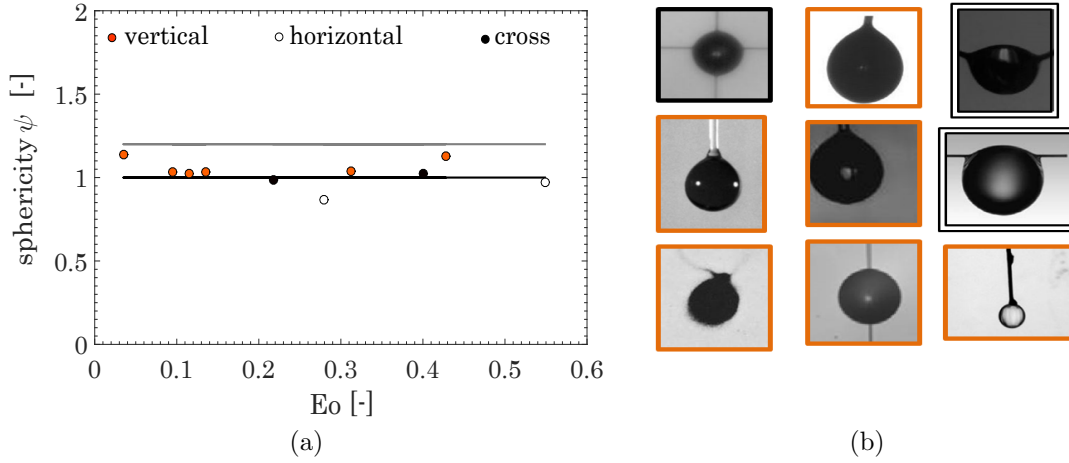 2
vertical
horizontal
cross
1.5
1
0.5
0
sphericity ψ [-]
0 0.1 0.2 0.3 0.4 0.5 0.6
Eo [-]
(a)
(b)